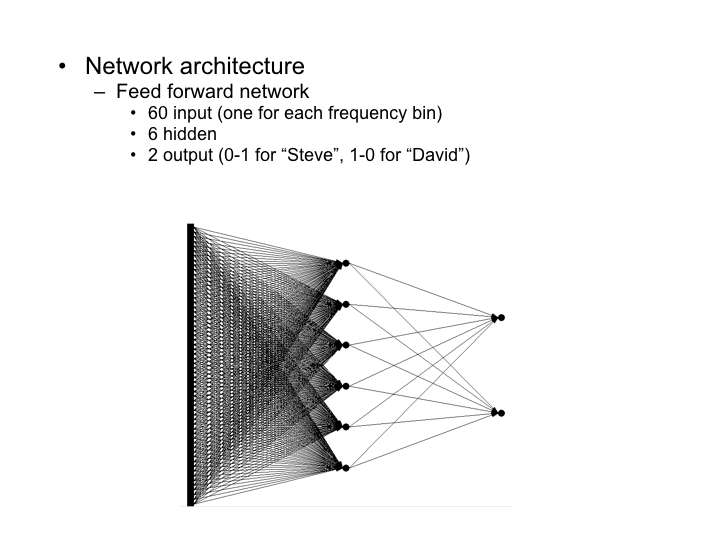 • Network architecture
– Feed forward network
• 60 input (one for each frequency bin)
• 6 hidden
• 2 output (0-1 for “Steve”, 1-0 for “David”)